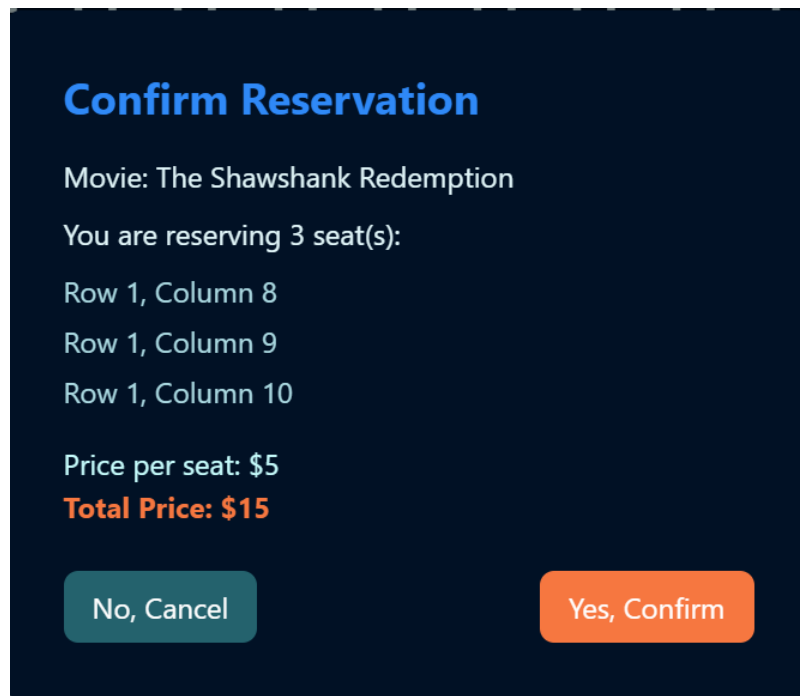 Confirm Reservation
Movie: The Shawshank Redemption
You are reserving 3 seat(s):
Row 1, Column 8
Row 1, Column 9
Row 1, Column 10
Price per seat: $5
Total Price: $15
No, Cancel
Yes, Confirm